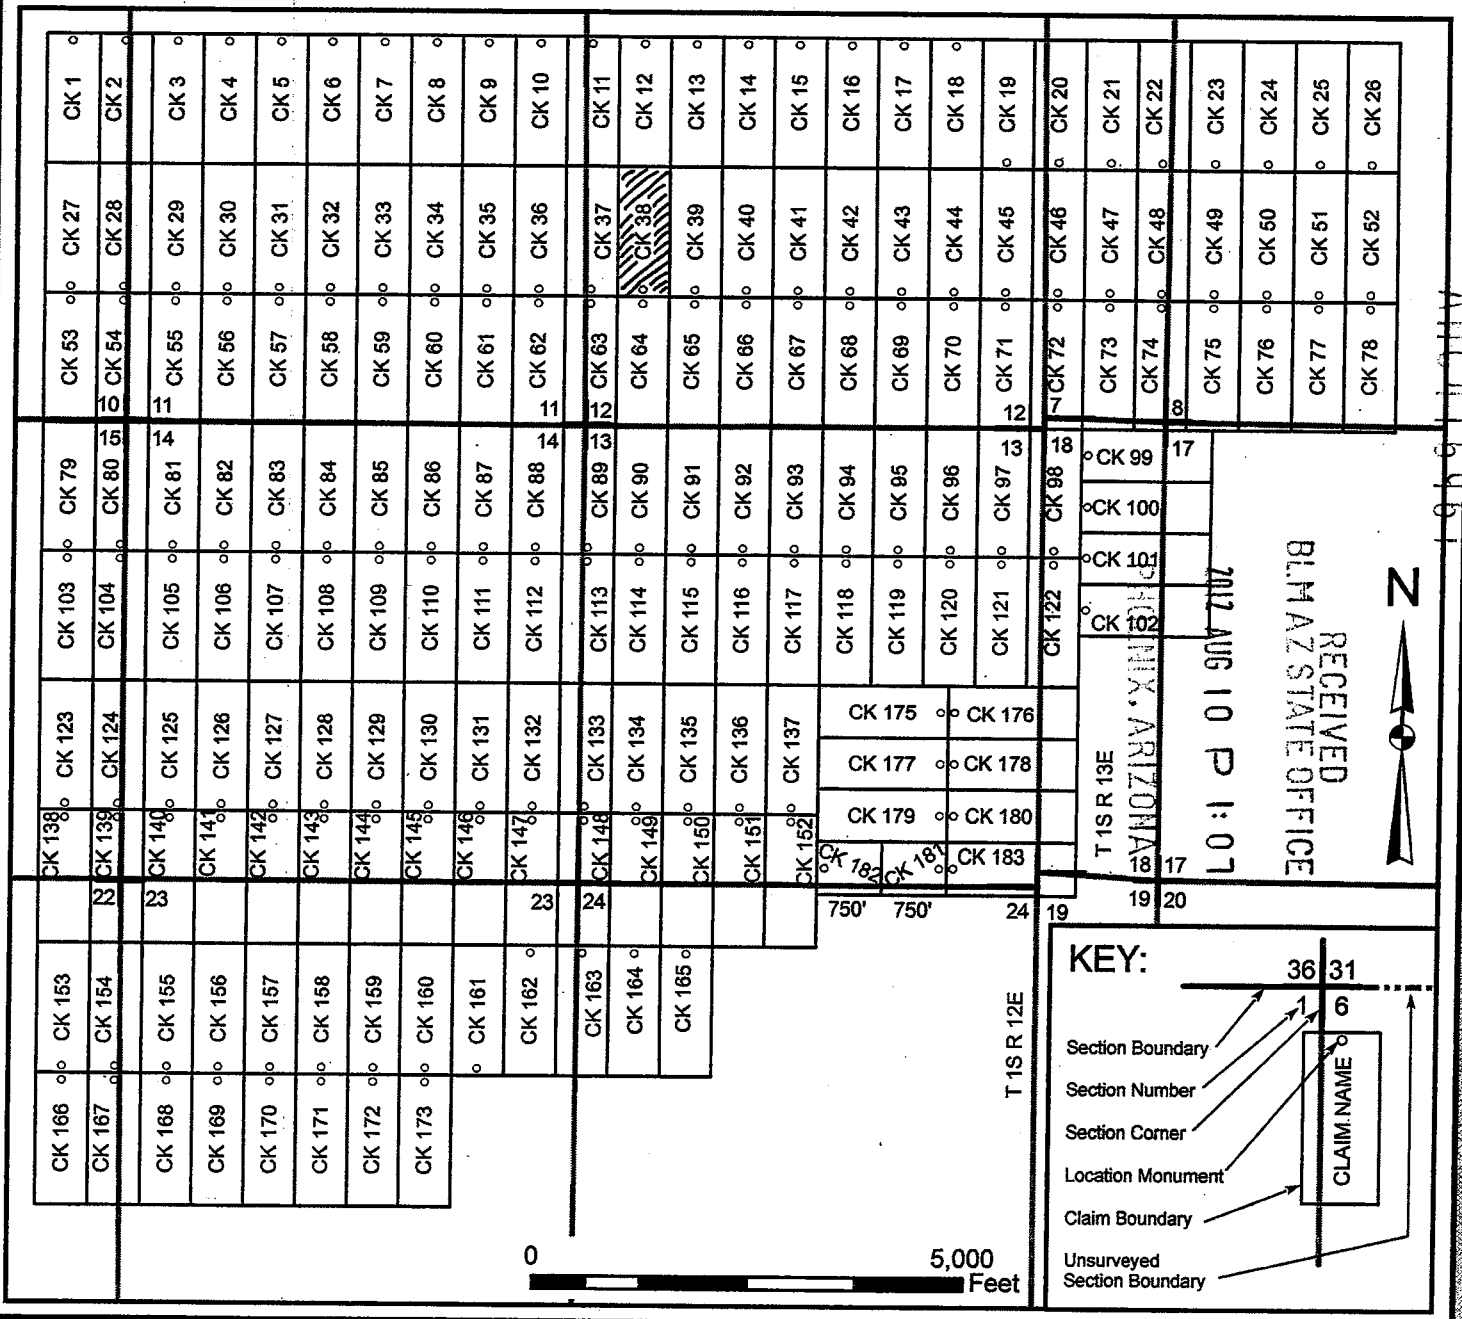 CK 1 CK 2 CK 3 CK 4 CK 5 CK 6 CK 7 CK 8 CK 9 CK 10 CK 11 CK 12 CK 13 CK 14 CK 15 CK 16 CK 17 CK 18 CK 19 CK 20 CK 21 CK 22 CK 23 CK 24 CK 25 CK 26
CK 27 CK 28 CK 29 CK 30 CK 31 CK 32 CK 33 CK 34 CK 35 CK 36 CK 37 CK 38 CK 39 CK 40 CK 41 CK 42 CK 43 CK 44 CK 45 CK 46 CK 47 CK 48 CK 49 CK 50 CK 51 CK 52
CK 53 CK 54 CK 55 CK 56 CK 57 CK 58 CK 59 CK 60 CK 61 CK 62 CK 63 CK 64 CK 65 CK 66 CK 67 CK 68 CK 69 CK 70 CK 71 CK 72 CK 73 CK 74 CK 75 CK 76 CK 77 CK 78
10 11 11 12 12 7 8
15 14 14 13 13 18 17
CK 79 CK 80 CK 81 CK 82 CK 83 CK 84 CK 85 CK 86 CK 87 CK 88 CK 89 CK 90 CK 91 CK 92 CK 93 CK 94 CK 95 CK 96 CK 97 CK 98
CK 99
CK 100
CK 101
CK 102
CK 103 CK 104 CK 105 CK 106 CK 107 CK 108 CK 109 CK 110 CK 111 CK 112 CK 113 CK 114 CK 115 CK 116 CK 117 CK 118 CK 119 CK 120 CK 121 CK 122
CK 123 CK 124 CK 125 CK 126 CK 127 CK 128 CK 129 CK 130 CK 131 CK 132 CK 133 CK 134 CK 135 CK 136 CK 137
CK 175 CK 176
CK 177 CK 178
CK 179 CK 180
CK 182 CK 181 CK 183
CK 138 CK 139 CK 140 CK 141 CK 142 CK 143 CK 144 CK 145 CK 146 CK 147 CK 148 CK 149 CK 150 CK 151 CK 152
18 17
22 23 23 24 750' 750' 24 19 19 20
CK 153 CK 154 CK 155 CK 156 CK 157 CK 158 CK 159 CK 160 CK 161 CK 162 CK 163 CK 164 CK 165
CK 166 CK 167 CK 168 CK 169 CK 170 CK 171 CK 172 CK 173
T 1S R 13E
T 1S R 12E
RECEIVED
BLM AZ STATE OFFICE
2012 AUG 10 P 1:07
PHOENIX, ARIZONA
N
KEY:
36 31
1 6
Section Boundary
Section Number
Section Corner
Location Monument
Claim Boundary
Unsurveyed
Section Boundary
CLAIM NAME
0 5,000
Feet